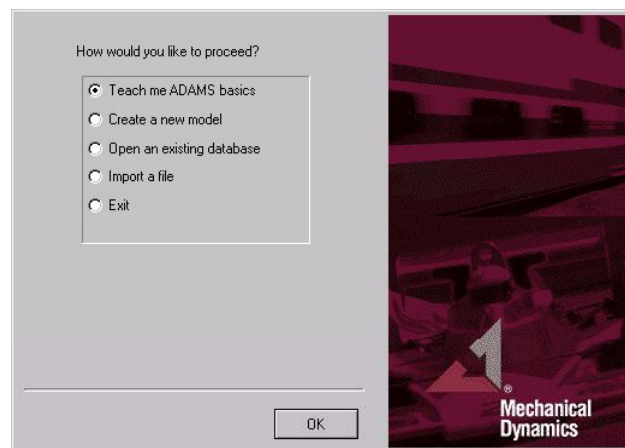 How would you like to proceed?
Teach me ADAMS basics
Create a new model
Open an existing database
Import a file
Exit
OK
®
Mechanical
Dynamics